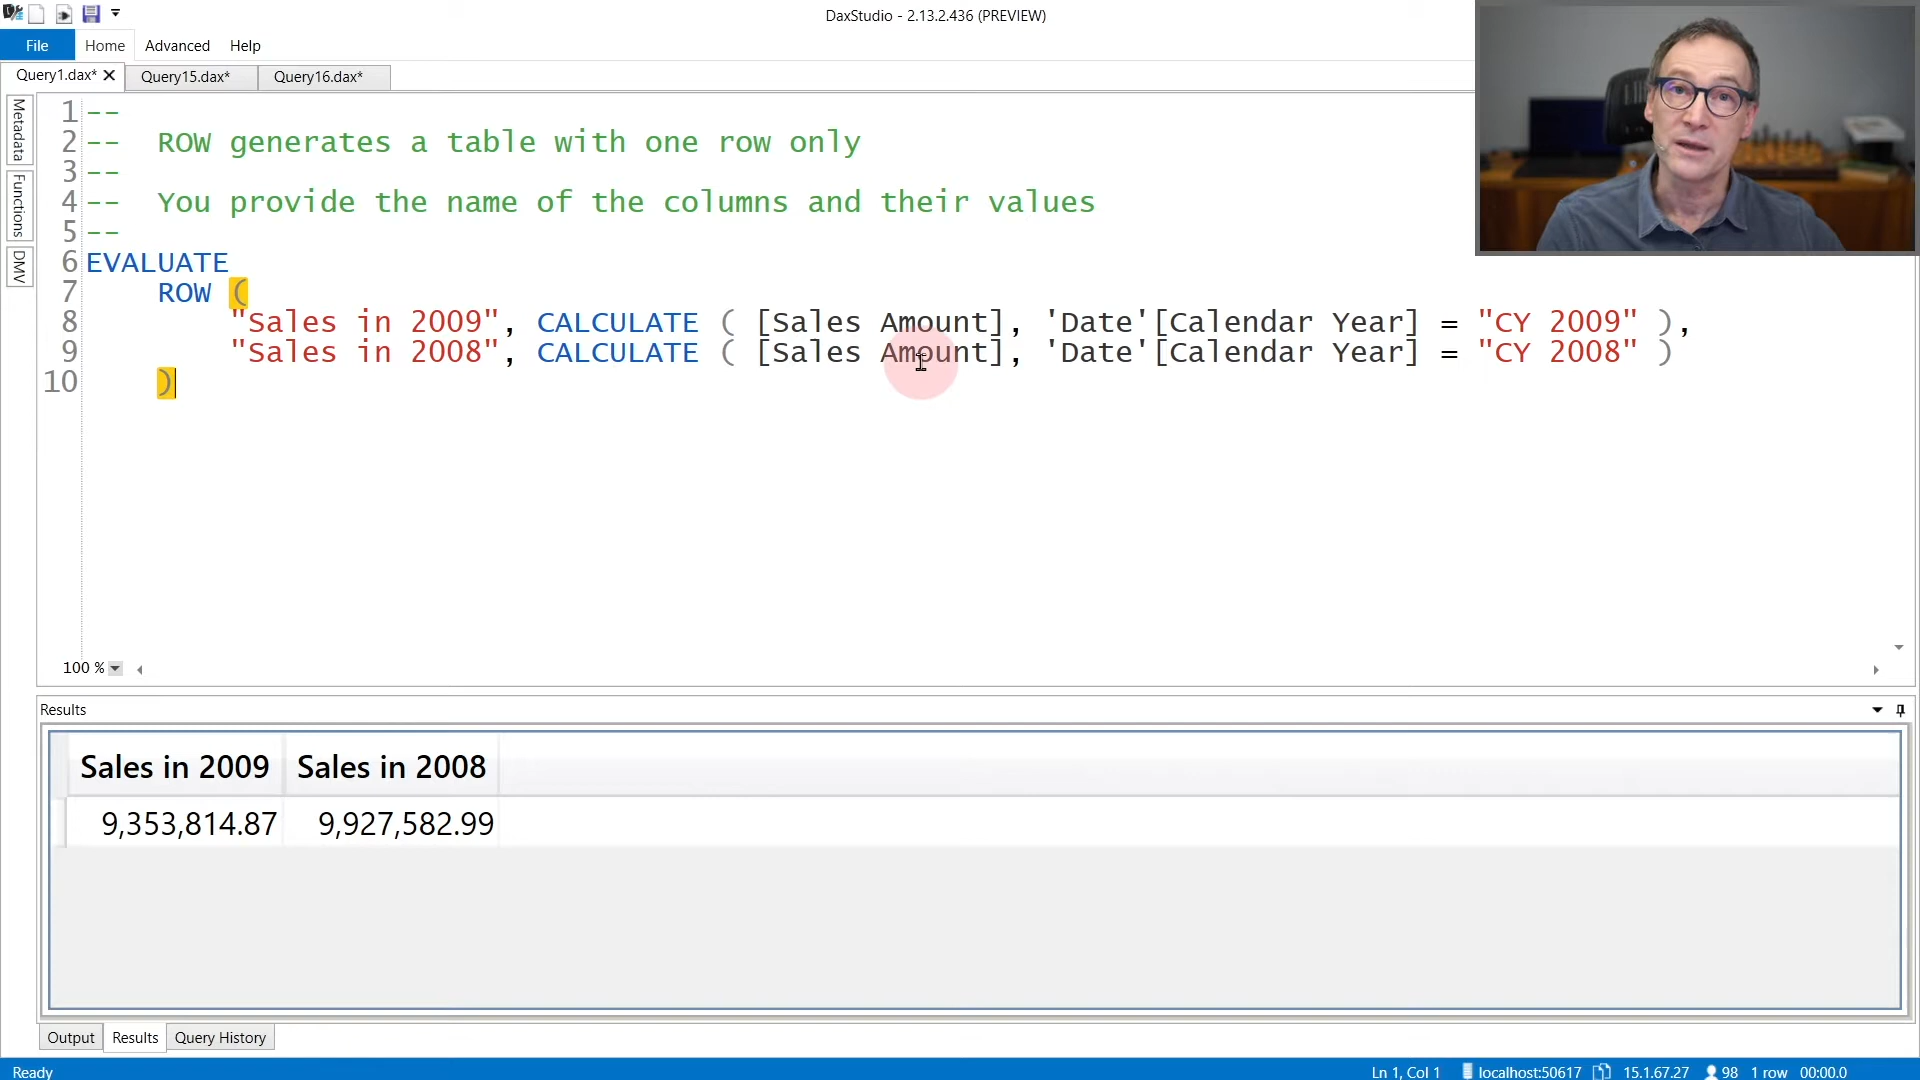 DaxStudio - 2.13.2.436 (PREVIEW)
File Home Advanced Help
Query1.dax* Query15.dax* Query16.dax*
Metadata
Functions
DMV
1 --
2 -- ROW generates a table with one row only
3 --
4 -- You provide the name of the columns and their values
5 --
6 EVALUATE
7 ROW (
8 "Sales in 2009", CALCULATE ( [Sales Amount], 'Date'[Calendar Year] = "CY 2009" ),
9 "Sales in 2008", CALCULATE ( [Sales Amount], 'Date'[Calendar Year] = "CY 2008" )
10 )
100 %
Results
Sales in 2009 Sales in 2008
9,353,814.87 9,927,582.99
Output Results Query History
Ready Ln 1, Col 1 localhost:50617 15.1.67.27 98 1 row 00:00.0